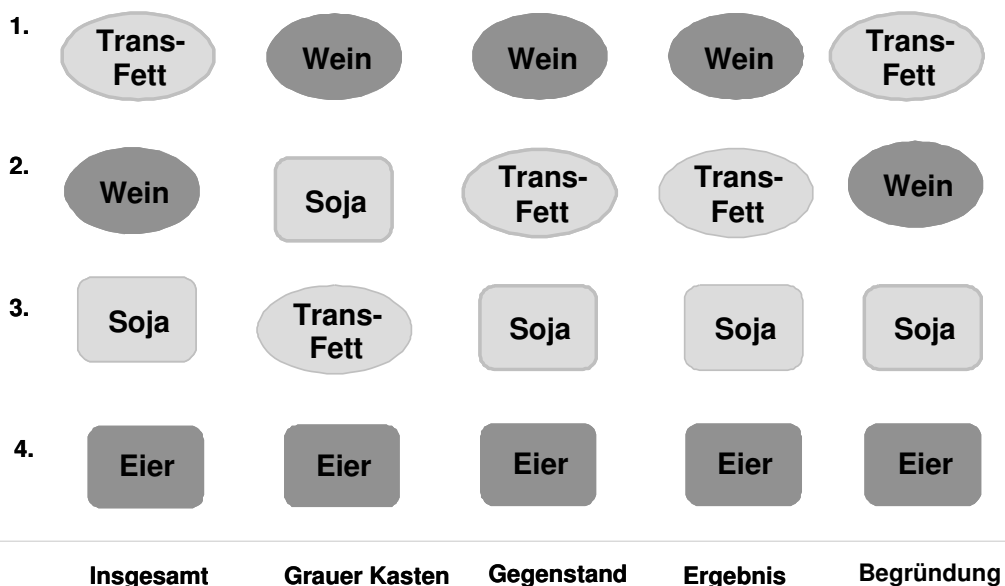 1.
Trans-
Fett
Wein
Wein
Wein
Trans-
Fett
2.
Wein
Soja
Trans-
Fett
Trans-
Fett
Wein
3.
Soja
Trans-
Fett
Soja
Soja
Soja
4.
Eier
Eier
Eier
Eier
Eier
Insgesamt
Grauer Kasten
Gegenstand
Ergebnis
Begründung